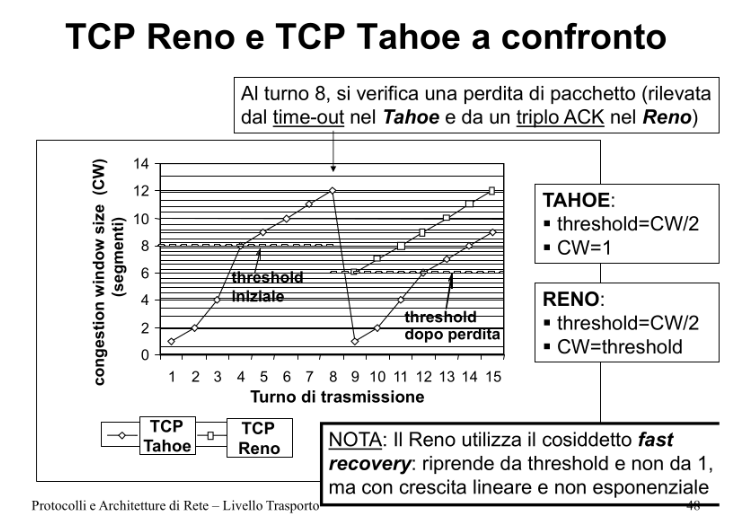 TCP Reno e TCP Tahoe a confronto
Al turno 8, si verifica una perdita di pacchetto (rilevata
dal time-out nel Tahoe e da un triplo ACK nel Reno)
congestion window size (CW)
(segmenti)
14
12
10
8
6
4
2
0
threshold
iniziale
threshold
dopo perdita
1 2 3 4 5 6 7 8 9 10 11 12 13 14 15
Turno di trasmissione
TCP
Tahoe
TCP
Reno
TAHOE:
▪ threshold=CW/2
▪ CW=1
RENO:
▪ threshold=CW/2
▪ CW=threshold
NOTA: Il Reno utilizza il cosiddetto fast
recovery: riprende da threshold e non da 1,
ma con crescita lineare e non esponenziale
Protocolli e Architetture di Rete – Livello Trasporto
48